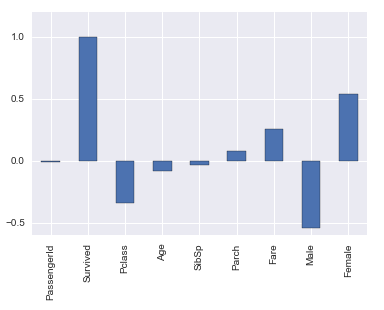 1.0
0.5
0.0
−0.5
PassengerId
Survived
Pclass
Age
SibSp
Parch
Fare
Male
Female